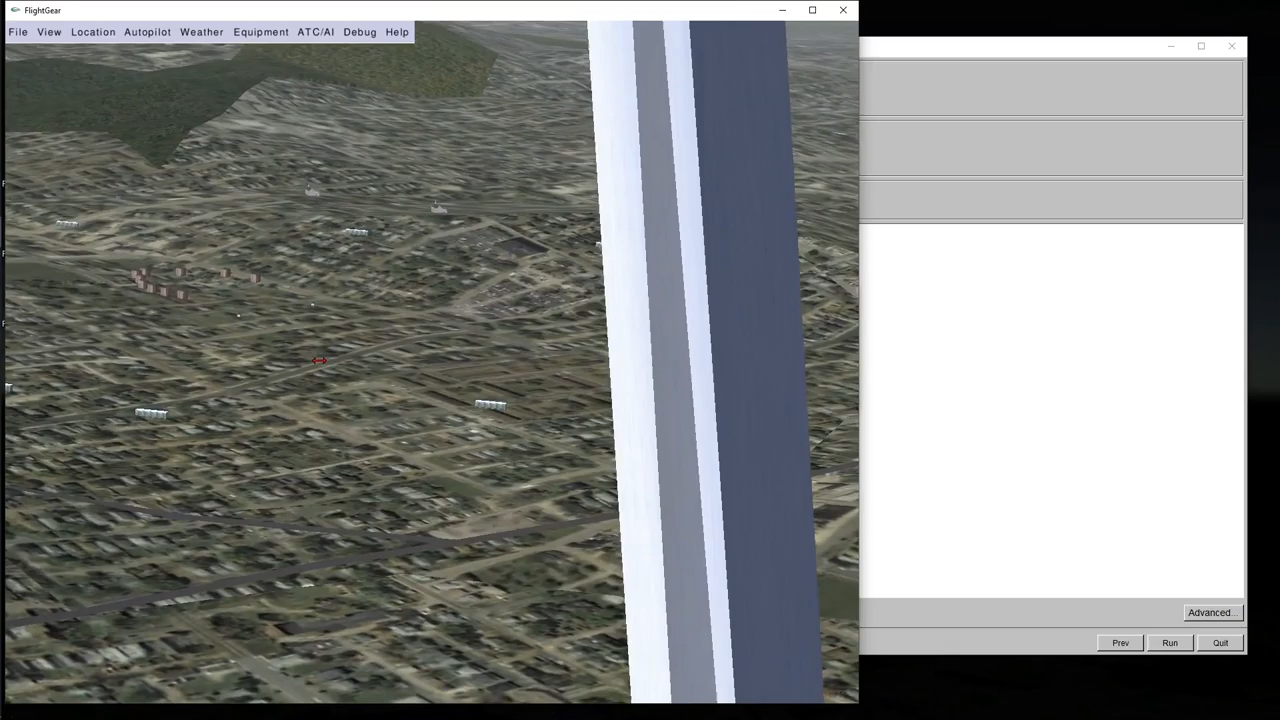 FlightGear
File View Location Autopilot Weather Equipment ATC/AI Debug Help
Advanced...
Prev Run Quit